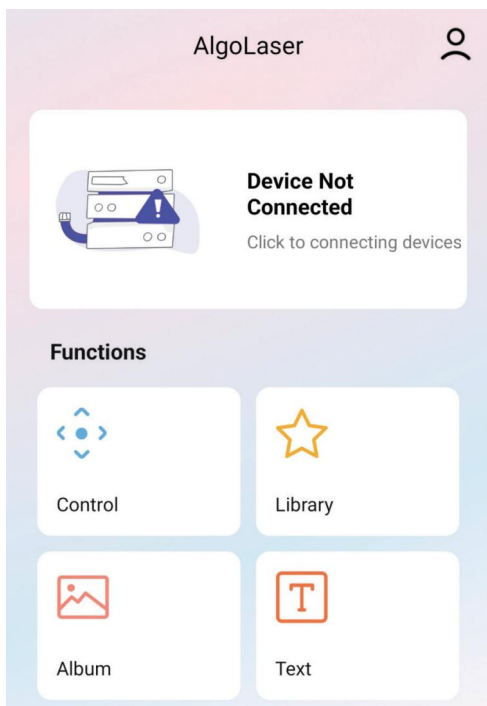 AlgoLaser
Device Not
Connected
Click to connecting devices
Functions
Control
Library
Album
Text